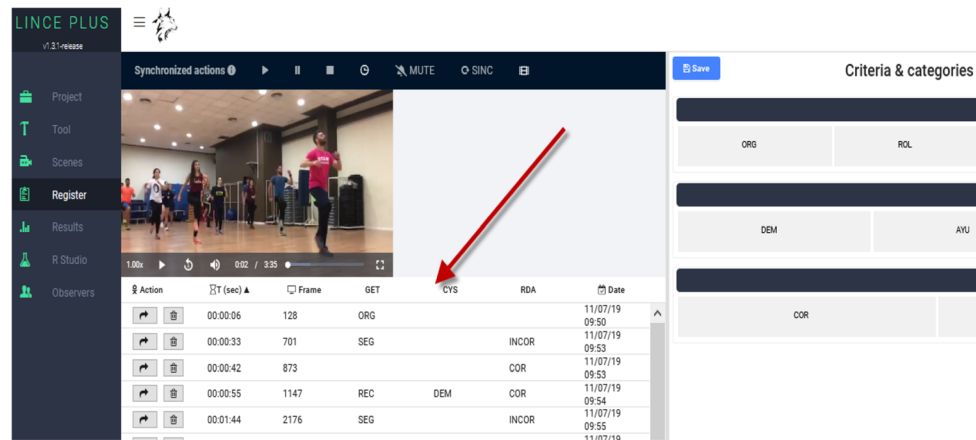 LINCE PLUS
v1.3.1-release
Project
Tool
Scenes
Register
Results
R Studio
Observers
Synchronized actions MUTE SINC
1.00x 0:02 / 3:35
Action T (sec) Frame GET CYS RDA Date
00:00:06 128 ORG 11/07/19
09:50
00:00:33 701 SEG INCOR 11/07/19
09:53
00:00:42 873 COR 11/07/19
09:53
00:00:55 1147 REC DEM COR 11/07/19
09:54
00:01:44 2176 SEG INCOR 11/07/19
09:55
11/07/19
Save Criteria & categories
ORG ROL
DEM AYU
COR